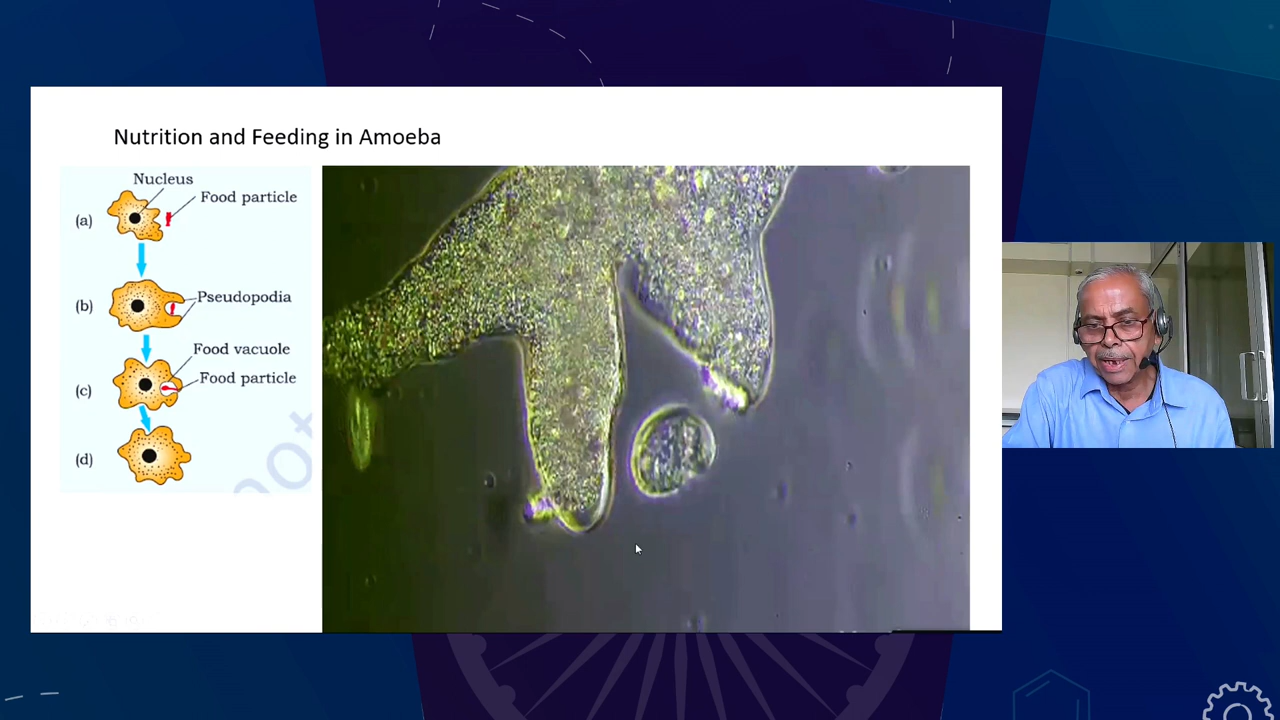 Nutrition and Feeding in Amoeba
Nucleus
Food particle
(a)
(b)
Pseudopodia
Food vacuole
Food particle
(c)
(d)